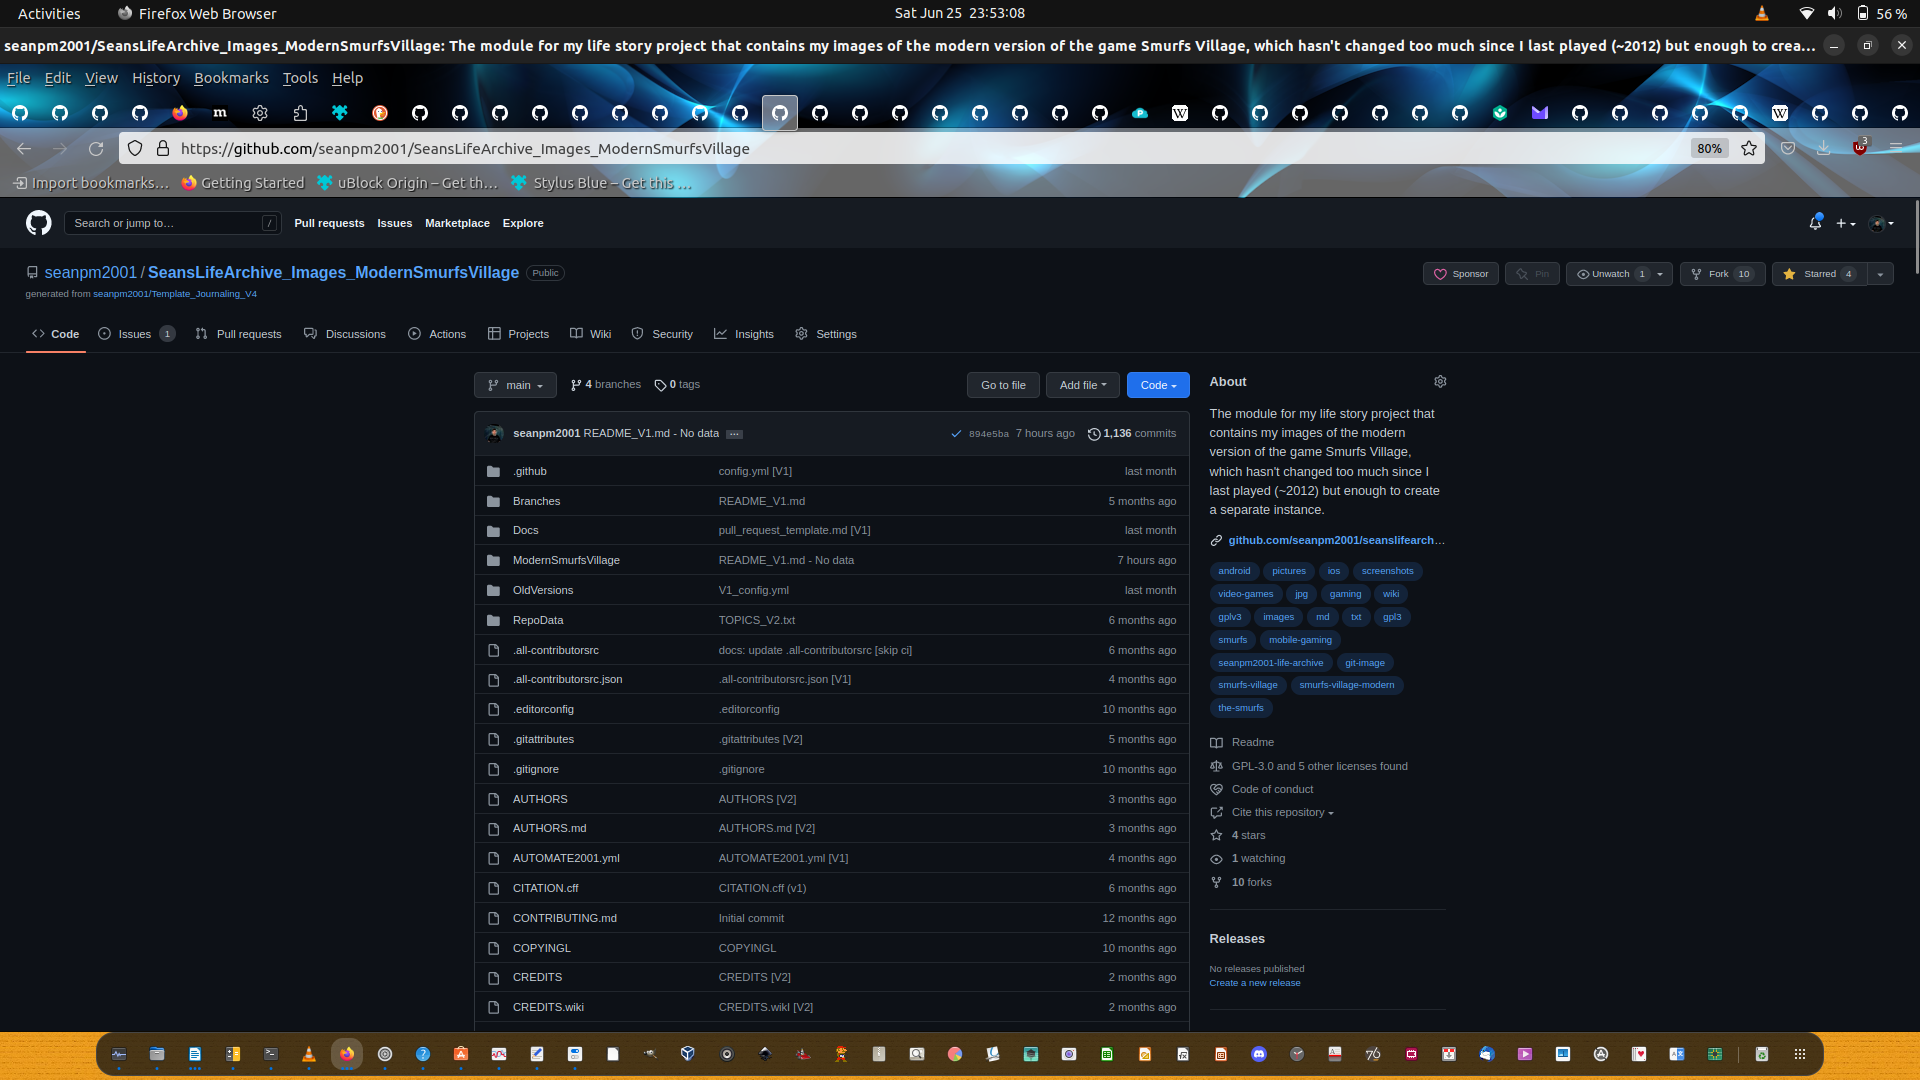 Activities Firefox Web Browser Sat Jun 25 23:53:08 56 %
seanpm2001/SeansLifeArchive_Images_ModernSmurfsVillage: The module for my life story project that contains my images of the modern version of the game Smurfs Village, which hasn't changed too much since I last played (~2012) but enough to crea…
File Edit View History Bookmarks Tools Help
https://github.com/seanpm2001/SeansLifeArchive_Images_ModernSmurfsVillage 80% 3
Import bookmarks… Getting Started uBlock Origin – Get th… Stylus Blue – Get this …
Search or jump to… / Pull requests Issues Marketplace Explore
seanpm2001 / SeansLifeArchive_Images_ModernSmurfsVillage Public Sponsor Pin Unwatch 1 Fork 10 Starred 4
generated from seanpm2001/Template_Journaling_V4
Code Issues 1 Pull requests Discussions Actions Projects Wiki Security Insights Settings
main 4 branches 0 tags Go to file Add file Code
seanpm2001 README_V1.md - No data … 894e5ba 7 hours ago 1,136 commits
.github config.yml [V1] last month
Branches README_V1.md 5 months ago
Docs pull_request_template.md [V1] last month
ModernSmurfsVillage README_V1.md - No data 7 hours ago
OldVersions V1_config.yml last month
RepoData TOPICS_V2.txt 6 months ago
.all-contributorsrc docs: update .all-contributorsrc [skip ci] 6 months ago
.all-contributorsrc.json .all-contributorsrc.json [V1] 4 months ago
.editorconfig .editorconfig 10 months ago
.gitattributes .gitattributes [V2] 5 months ago
.gitignore .gitignore 10 months ago
AUTHORS AUTHORS [V2] 3 months ago
AUTHORS.md AUTHORS.md [V2] 3 months ago
AUTOMATE2001.yml AUTOMATE2001.yml [V1] 4 months ago
CITATION.cff CITATION.cff (v1) 6 months ago
CONTRIBUTING.md Initial commit 12 months ago
COPYINGL COPYINGL 10 months ago
CREDITS CREDITS [V2] 2 months ago
CREDITS.wiki CREDITS.wikI [V2] 2 months ago
About
The module for my life story project that
contains my images of the modern
version of the game Smurfs Village,
which hasn't changed too much since I
last played (~2012) but enough to create
a separate instance.
github.com/seanpm2001/seanslifearch…
android pictures ios screenshots
video-games jpg gaming wiki
gplv3 images md txt gpl3
smurfs mobile-gaming
seanpm2001-life-archive git-image
smurfs-village smurfs-village-modern
the-smurfs
Readme
GPL-3.0 and 5 other licenses found
Code of conduct
Cite this repository
4 stars
1 watching
10 forks
Releases
No releases published
Create a new release